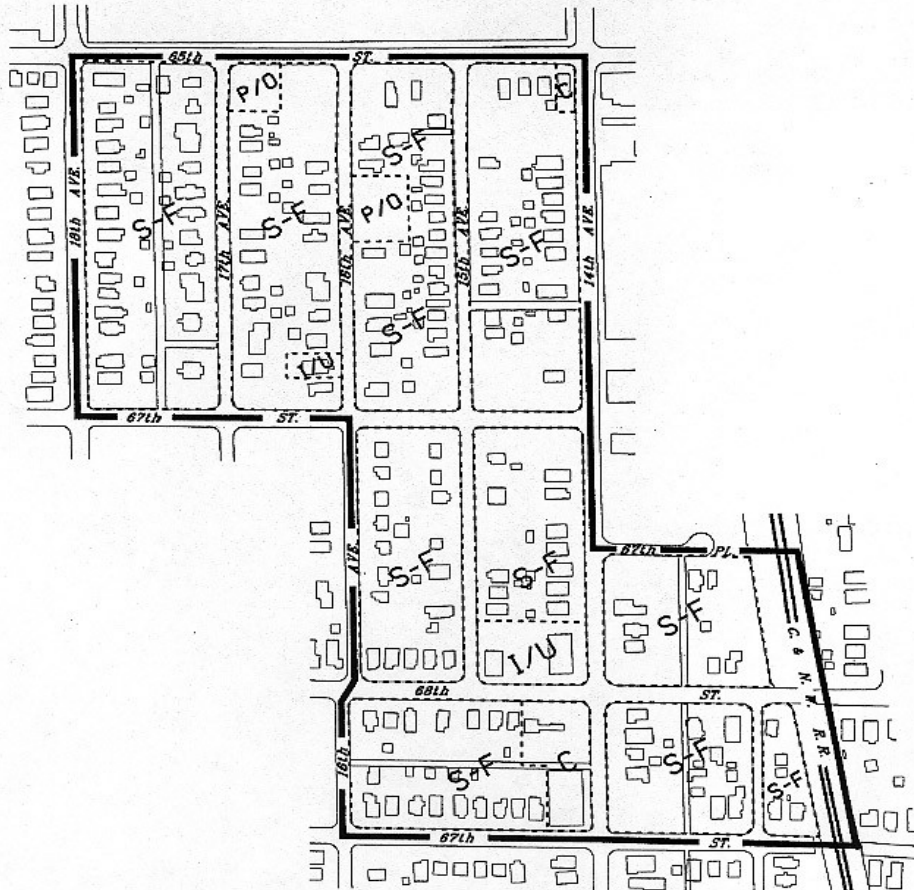 65th ST.
P/O
C
S-F
18th AVE.
S-F
17th AVE.
S-F
16th AVE.
P/O
15th AVE.
S-F
14th AVE.
S-F
I/U
67th ST.
AVE.
S-F
S-F
67th PL.
S-F
C. & N. W. R. R.
I/U
68th ST.
16th
S-F
C
S-F
S-F
67th ST.